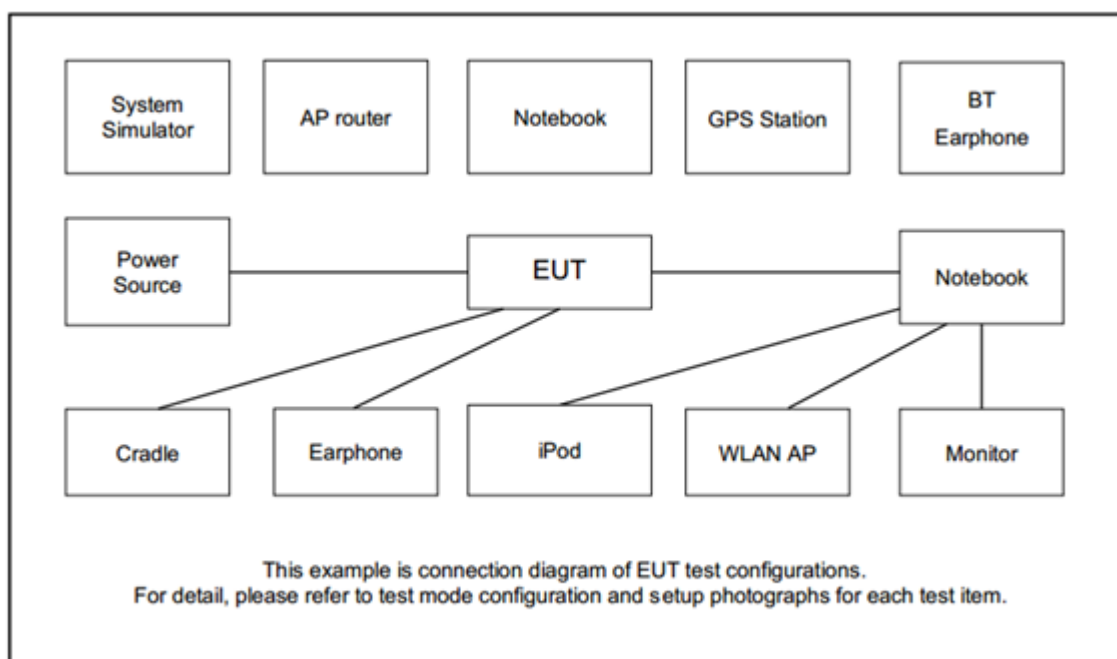 System
Simulator
AP router
Notebook
GPS Station
BT
Earphone
Power
Source
EUT
Notebook
Cradle
Earphone
iPod
WLAN AP
Monitor
This example is connection diagram of EUT test configurations.
For detail, please refer to test mode configuration and setup photographs for each test item.